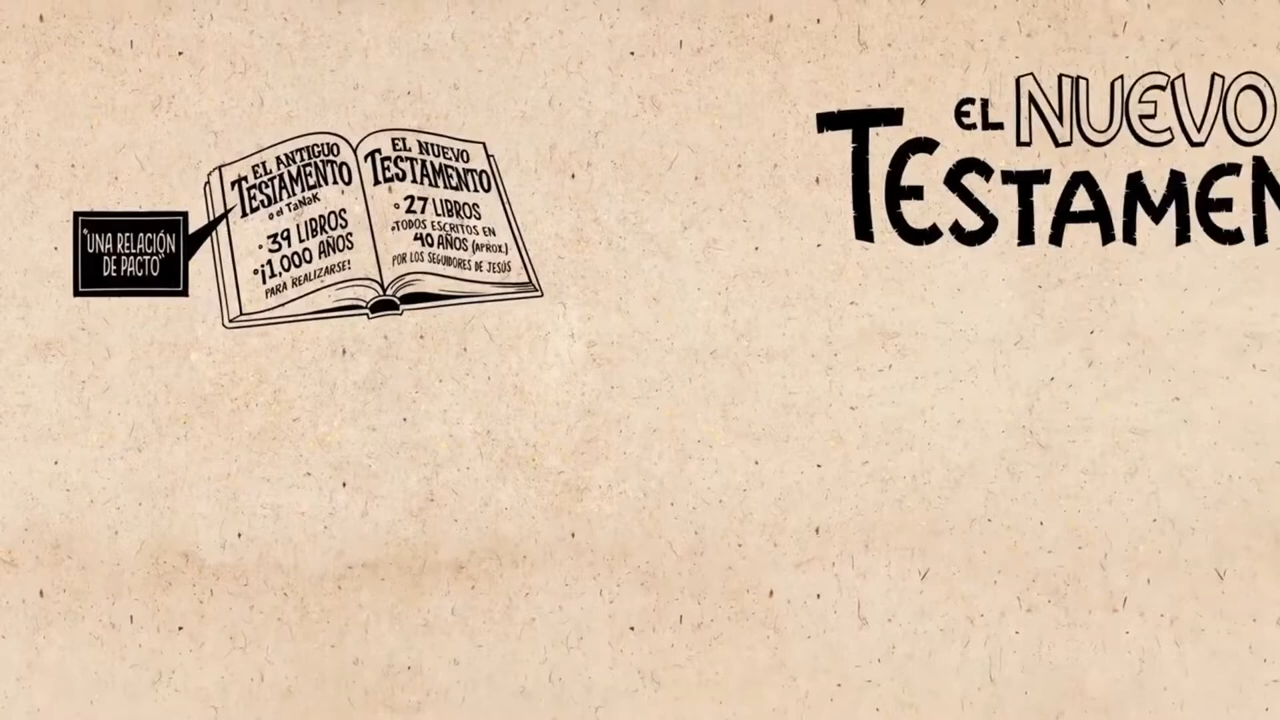 "UNA RELACIÓN
DE PACTO"
EL ANTIGUO
TESTAMENTO
o el TaNaK
• 39 LIBROS
• ¡1,000 AÑOS
PARA REALIZARSE!
EL NUEVO
TESTAMENTO
• 27 LIBROS
• TODOS ESCRITOS EN
40 AÑOS (APROX.)
POR LOS SEGUIDORES DE JESÚS
EL NUEVO
TESTAMEN